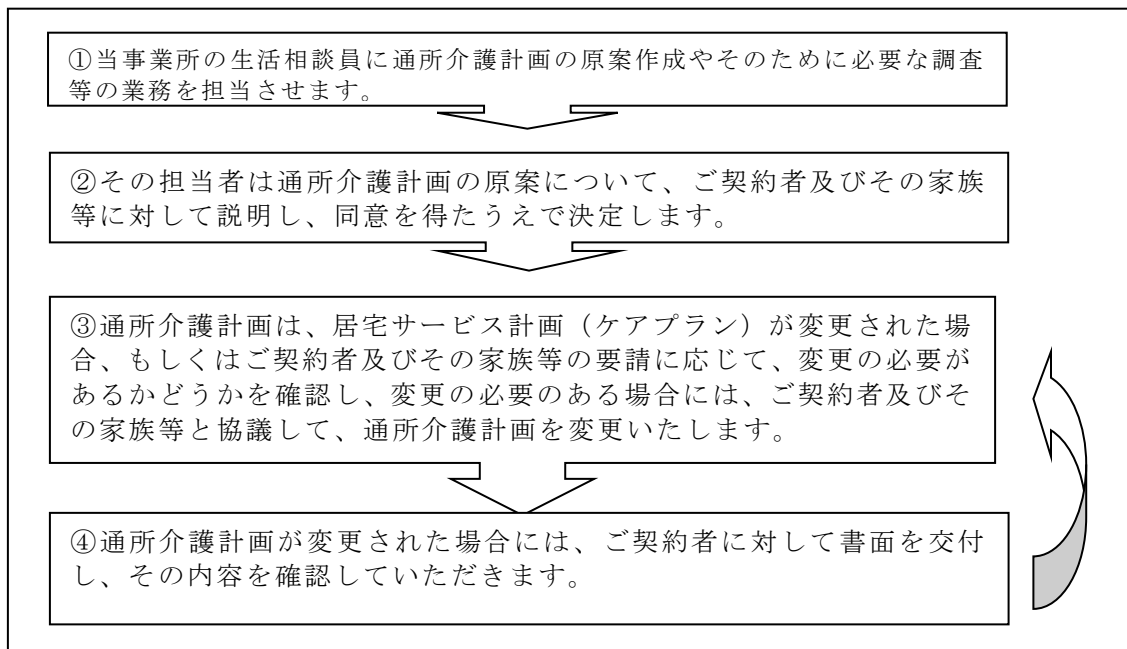 ①当事業所の生活相談員に通所介護計画の原案作成やそのために必要な調査
等の業務を担当させます。
②その担当者は通所介護計画の原案について、ご契約者及びその家族
等に対して説明し、同意を得たうえで決定します。
③通所介護計画は、居宅サービス計画（ケアプラン）が変更された場
合、もしくはご契約者及びその家族等の要請に応じて、変更の必要が
あるかどうかを確認し、変更の必要のある場合には、ご契約者及びそ
の家族等と協議して、通所介護計画を変更いたします。
④通所介護計画が変更された場合には、ご契約者に対して書面を交付
し、その内容を確認していただきます。